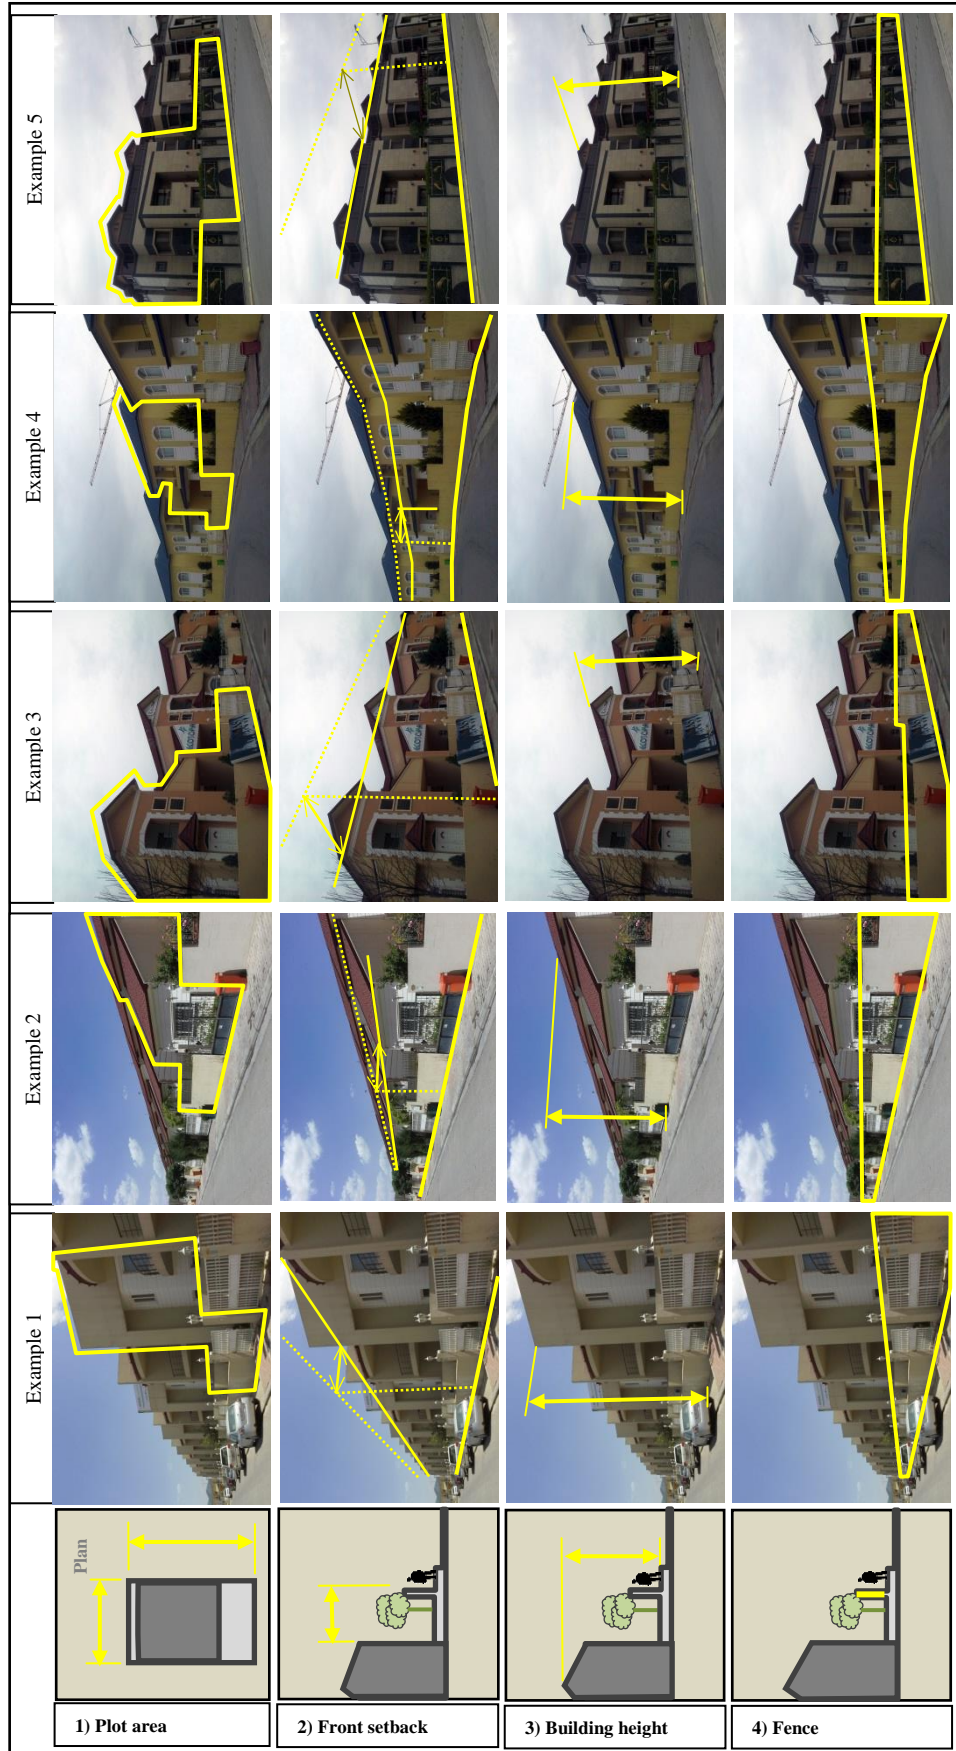 Example 5
Example 4
Example 3
Example 2
Example 1
Plan
1) Plot area
2) Front setback
3) Building height
4) Fence